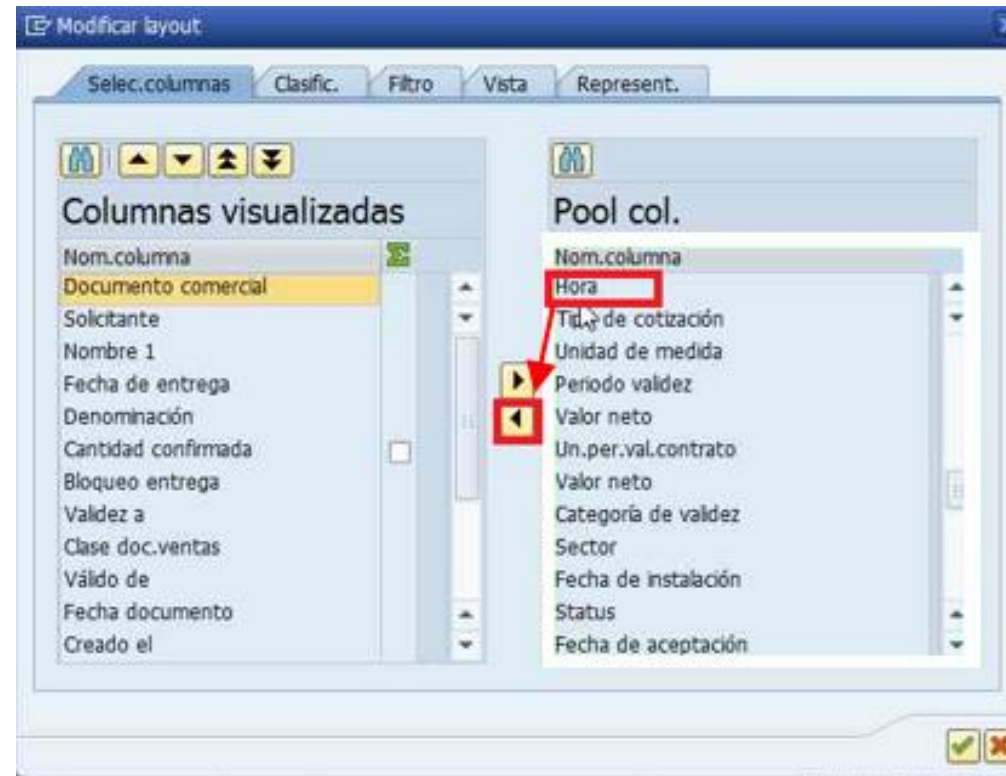 Modificar layout
Selec.columnas Clasific. Filtro Vista Represent.
Columnas visualizadas
Nom.columna
Documento comercial
Solicitante
Nombre 1
Fecha de entrega
Denominación
Cantidad confirmada
Bloqueo entrega
Validez a
Clase doc.ventas
Válido de
Fecha documento
Creado el
Pool col.
Nom.columna
Hora
de cotización
Unidad de medida
Periodo validez
Valor neto
Un.per.val.contrato
Valor neto
Categoría de validez
Sector
Fecha de instalación
Status
Fecha de aceptación